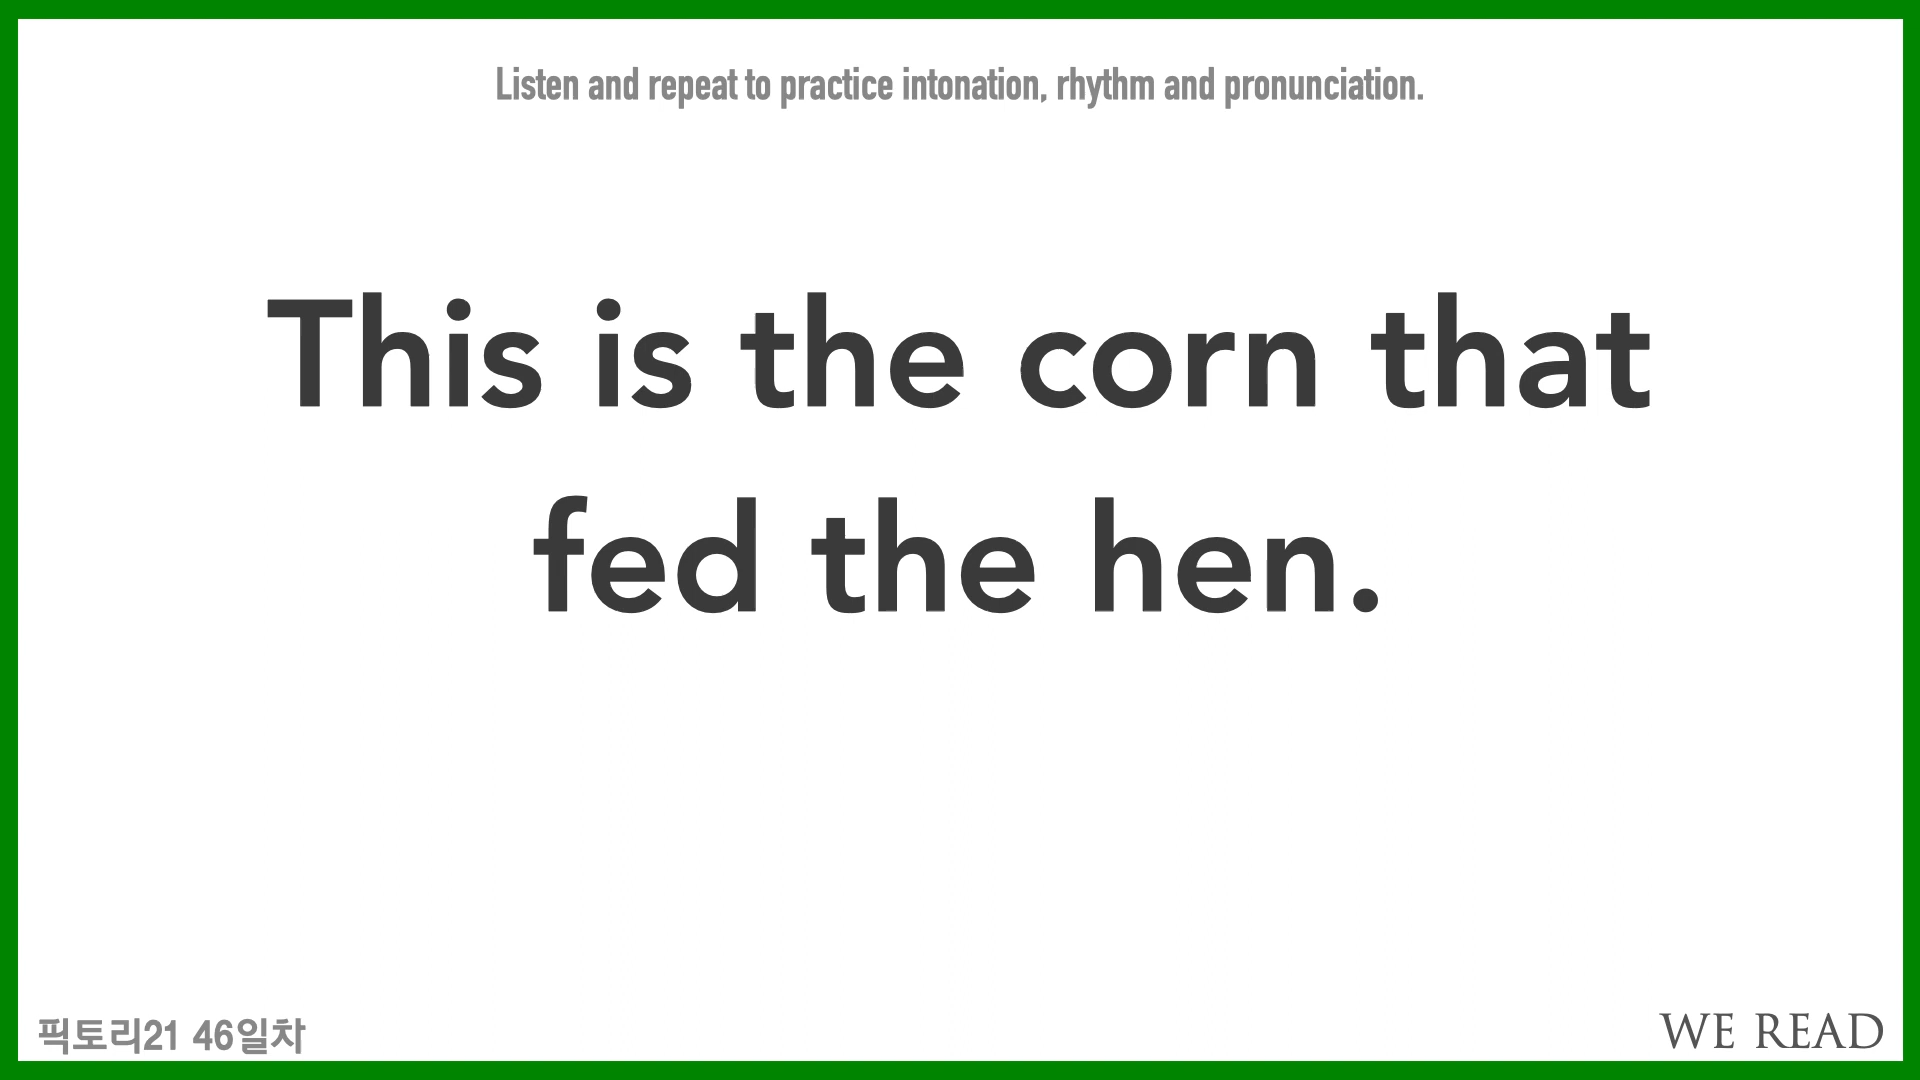 Listen and repeat to practice intonation, rhythm and pronunciation.
This is the corn that
fed the hen.
픽토리21 46일차
WE READ